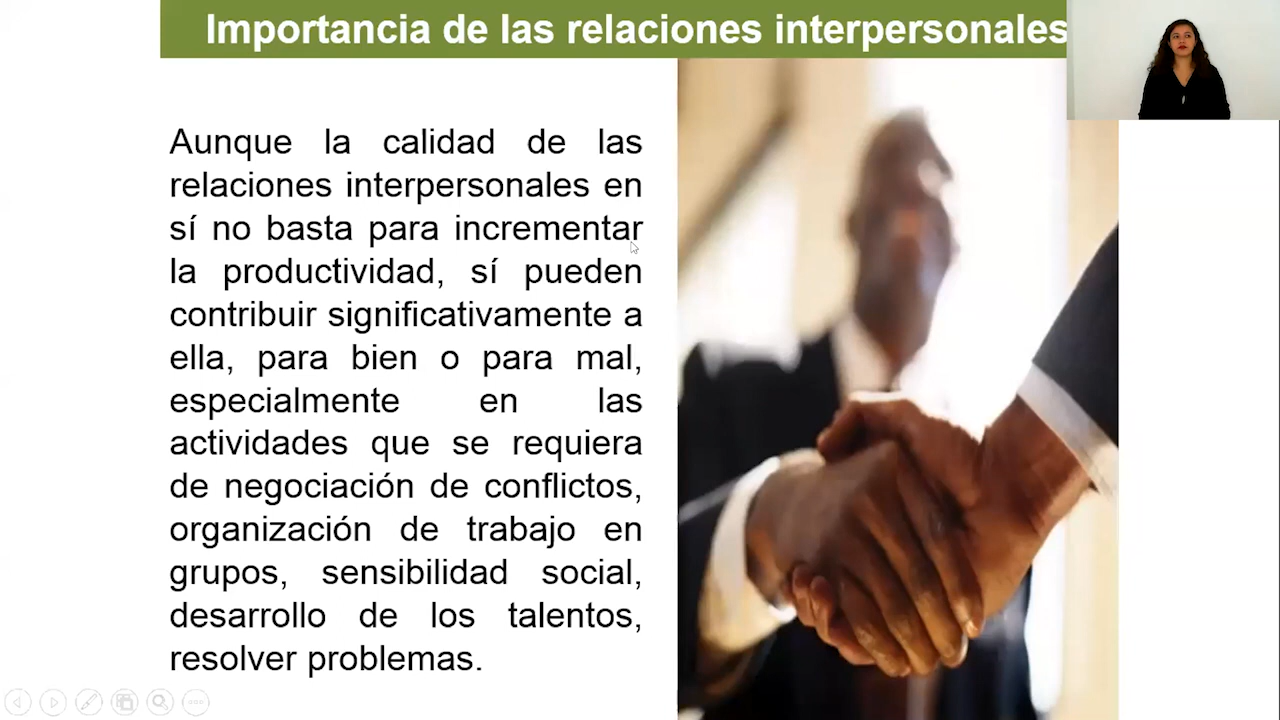 Importancia de las relaciones interpersonales
Aunque la calidad de las
relaciones interpersonales en
sí no basta para incrementar
la productividad, sí pueden
contribuir significativamente a
ella, para bien o para mal,
especialmente en las
actividades que se requiera
de negociación de conflictos,
organización de trabajo en
grupos, sensibilidad social,
desarrollo de los talentos,
resolver problemas.